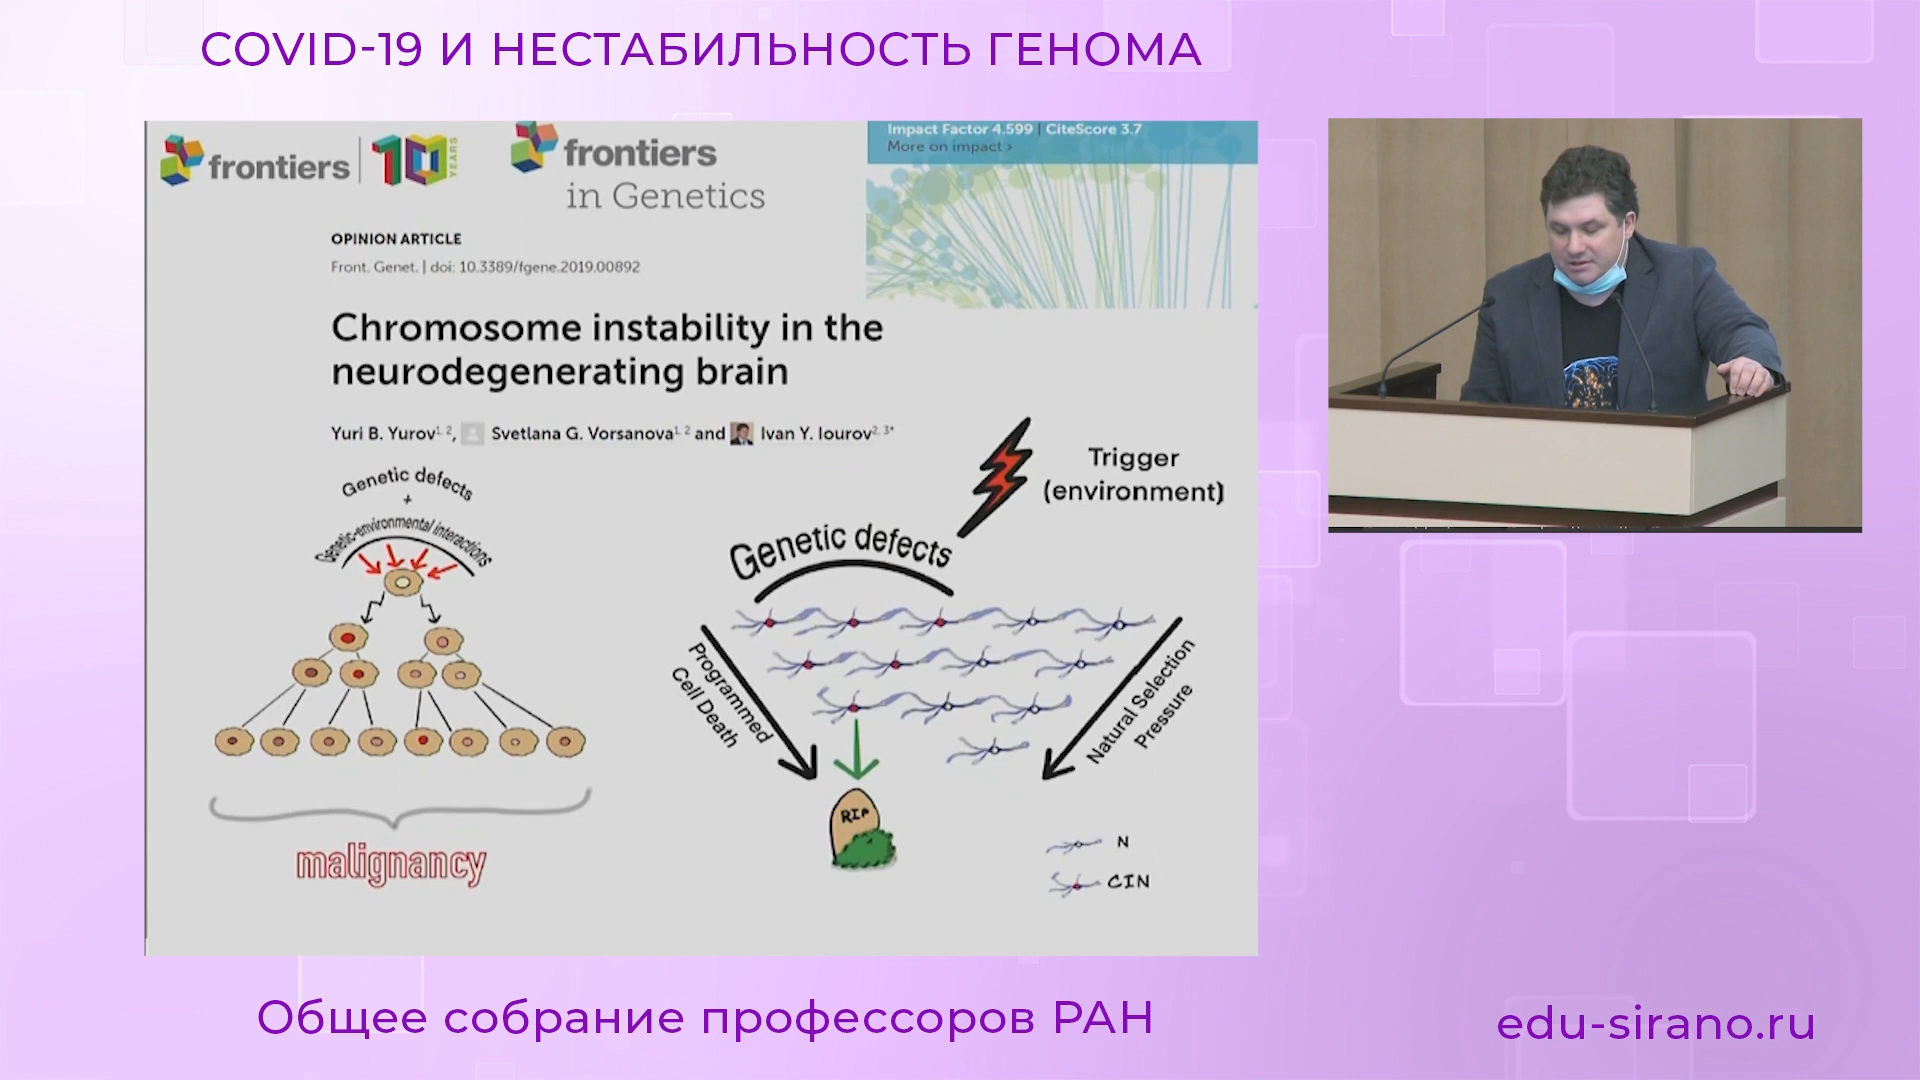 COVID-19 И НЕСТАБИЛЬНОСТЬ ГЕНОМА
frontiers
10 YEARS
frontiers
in Genetics
Impact Factor 4.599 | CiteScore 3.7
More on impact ›
OPINION ARTICLE
Front. Genet. | doi: 10.3389/fgene.2019.00892
Chromosome instability in the
neurodegenerating brain
Yuri B. Yurov1, 2, Svetlana G. Vorsanova1, 2 and Ivan Y. Iourov2, 3*
Genetic defects
+
Genetic-environmental interactions
malignancy
Trigger
(environment)
Genetic defects
Programmed
Cell Death
Natural Selection
Pressure
RIP
N
CIN
Общее собрание профессоров РАН
edu-sirano.ru